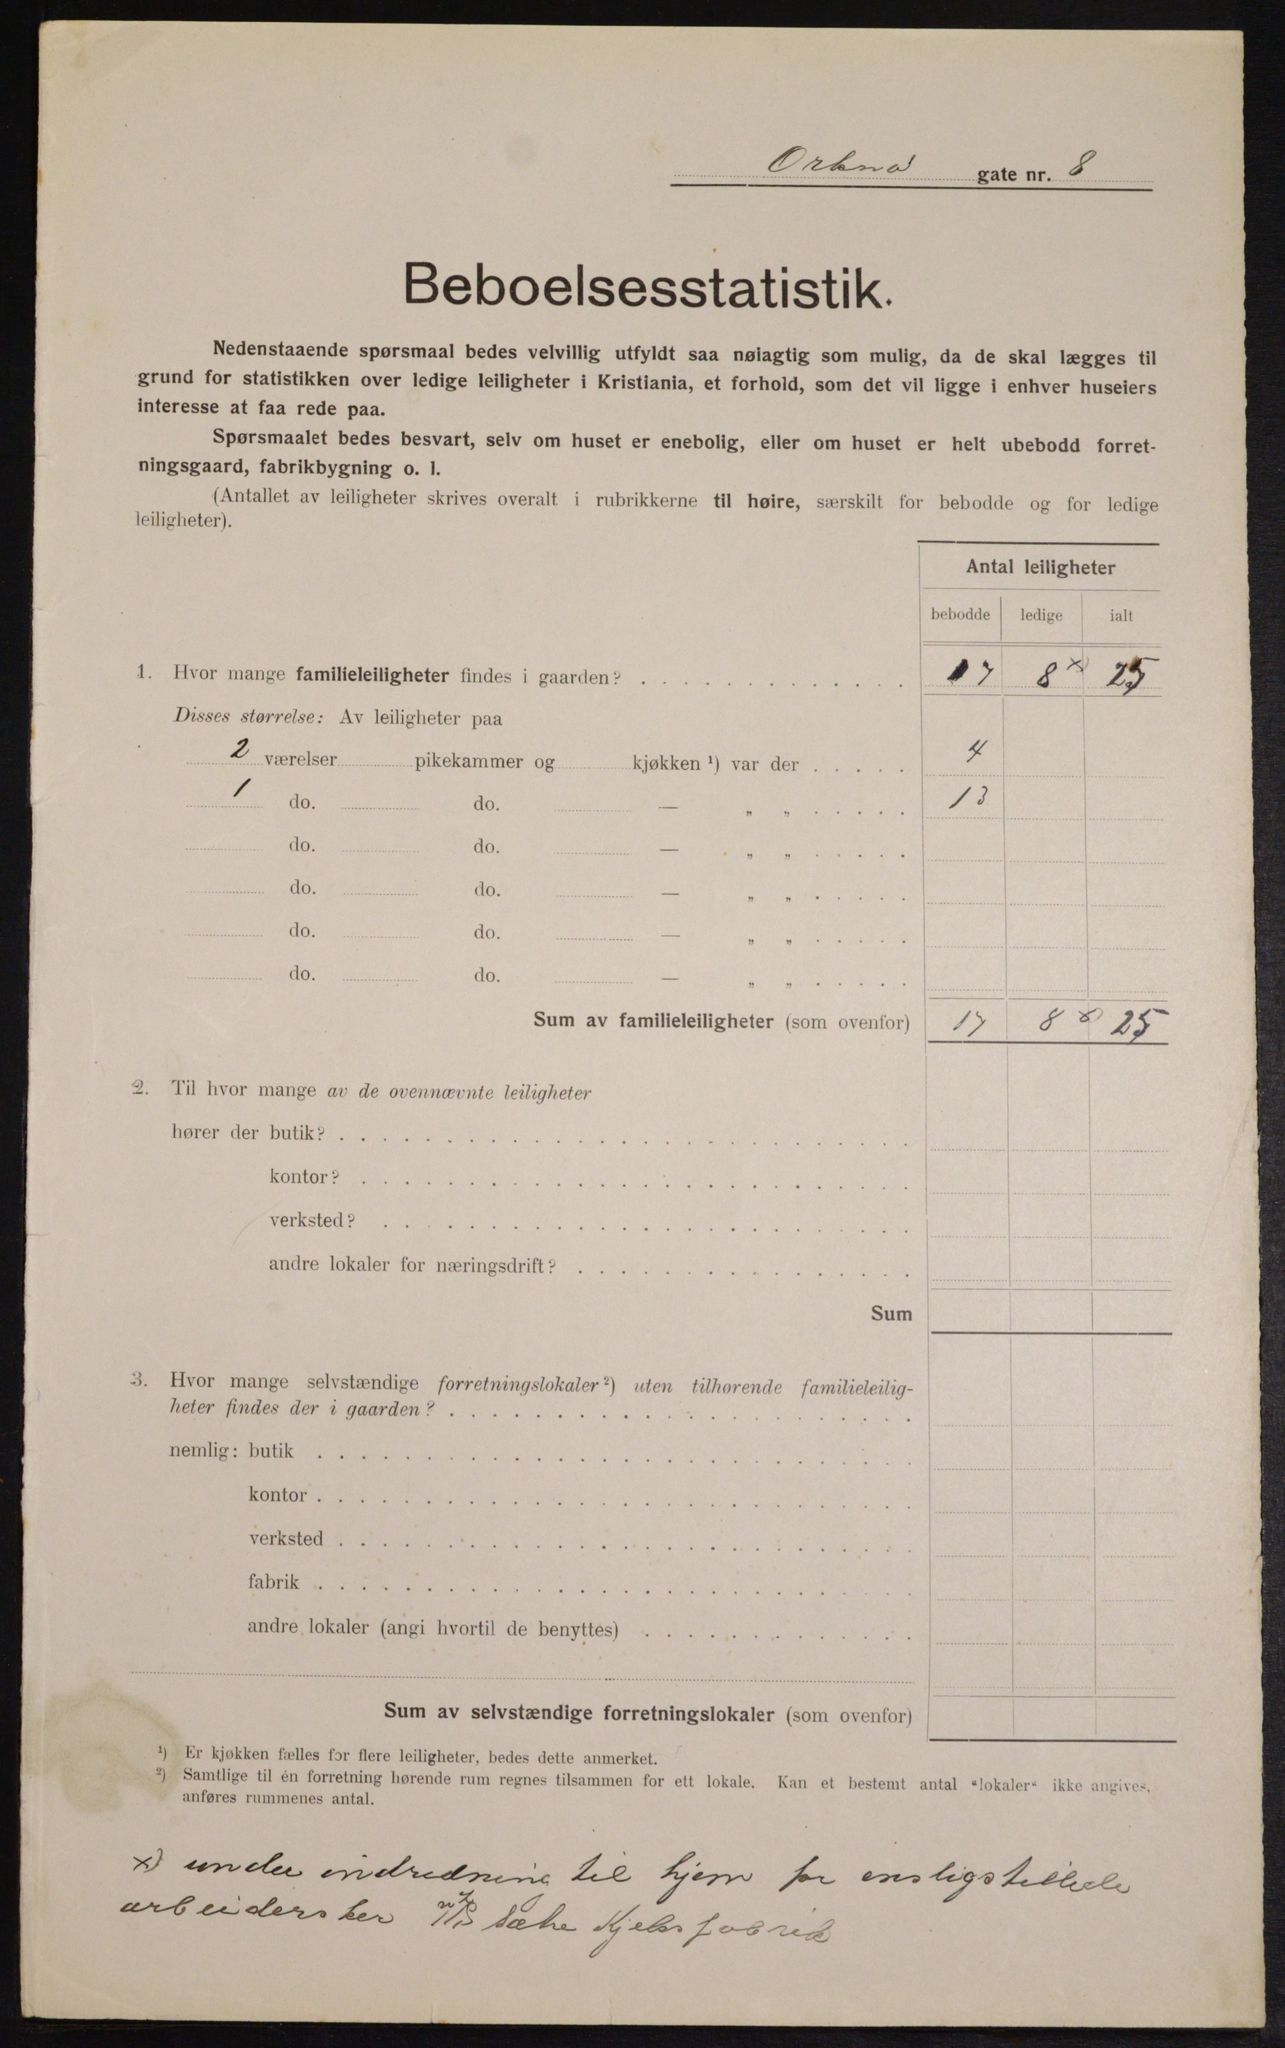 Orknø gate nr. 8
Beboelsesstatistik.
Nedenstaaende spørsmaal bedes velvillig utfyldt saa nøiagtig som mulig, da de skal lægges til
grund for statistikken over ledige leiligheter i Kristiania, et forhold, som det vil ligge i enhver huseiers
interesse at faa rede paa.
Spørsmaalet bedes besvart, selv om huset er enebolig, eller om huset er helt ubebodd forret-
ningsgaard, fabrikbygning o. l.
(Antallet av leiligheter skrives overalt i rubrikkerne til høire, særskilt for bebodde og for ledige
leiligheter).
Antal leiligheter
bebodde ledige ialt
1. Hvor mange familieleiligheter findes i gaarden? 17 8 x) 25
Disses størrelse: Av leiligheter paa
2 værelser pikekammer og kjøkken ¹) var der 4
1 do. do. — „ „ 13
do. do. — „ „
do. do. — „ „
do. do. — „ „
do. do. — „ „
Sum av familieleiligheter (som ovenfor) 17 8 x) 25
2. Til hvor mange av de ovennævnte leiligheter
hører der butik?
kontor?
verksted?
andre lokaler for næringsdrift?
Sum
3. Hvor mange selvstændige forretningslokaler ²) uten tilhørende familieleilig-
heter findes der i gaarden?
nemlig: butik
kontor
verksted
fabrik
andre lokaler (angi hvortil de benyttes)
Sum av selvstændige forretningslokaler (som ovenfor)
¹) Er kjøkken fælles for flere leiligheter, bedes dette anmerket.
²) Samtlige til én forretning hørende rum regnes tilsammen for ett lokale. Kan et bestemt antal “lokaler“ ikke angives,
anføres rummenes antal.
x) under indredning til hjem for ensligstillede
arbeidersker Kjeksfabrik